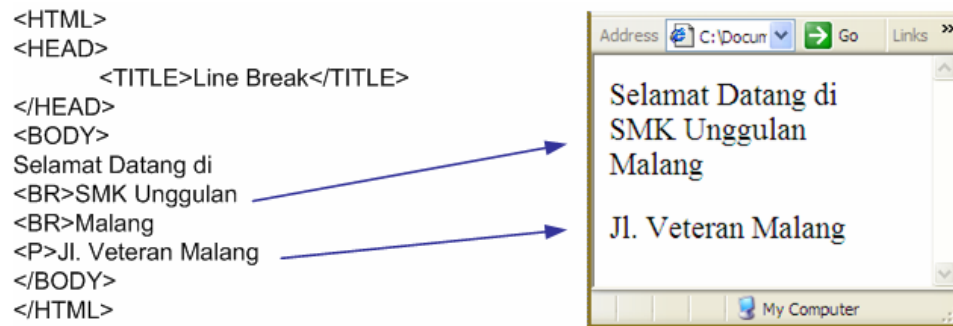 <HTML>
<HEAD>
<TITLE>Line Break</TITLE>
</HEAD>
<BODY>
Selamat Datang di
<BR>SMK Unggulan
<BR>Malang
<P>Jl. Veteran Malang
</BODY>
</HTML>
Address C:\Docum Go Links »
Selamat Datang di
SMK Unggulan
Malang
Jl. Veteran Malang
My Computer